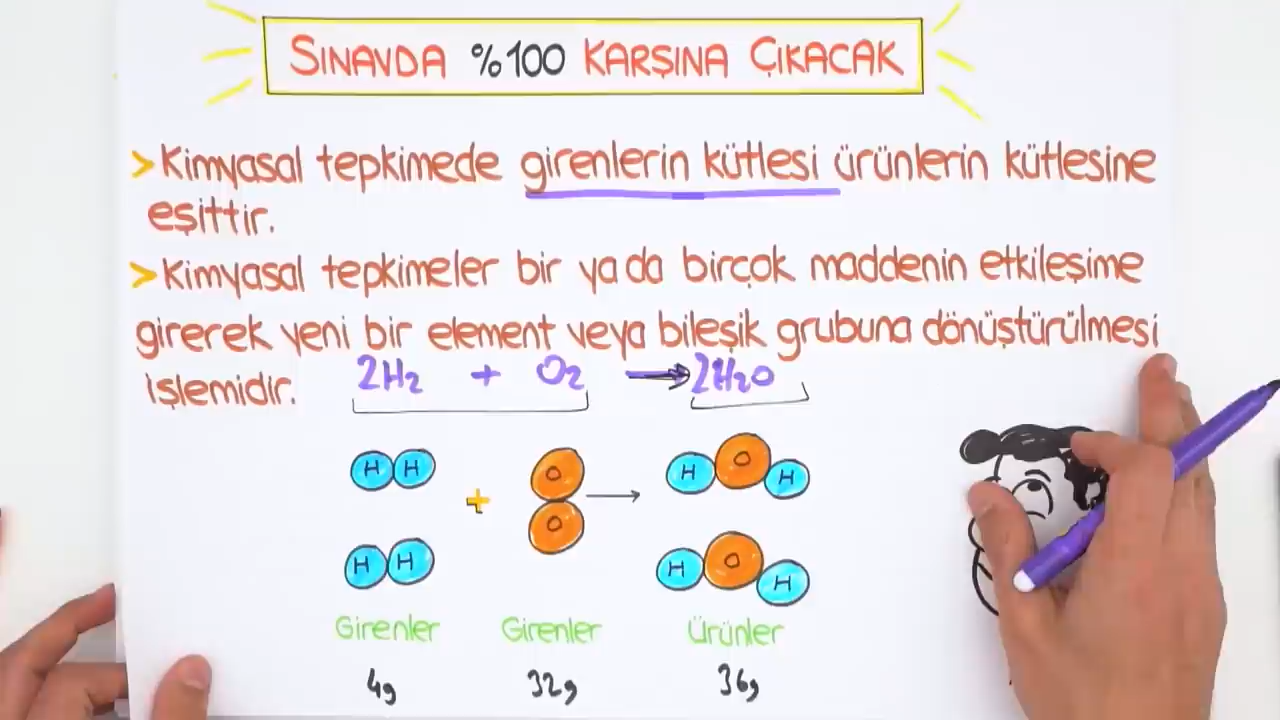 SINAVDA %100 KARŞINA ÇIKACAK
>Kimyasal tepkimede girenlerin kütlesi ürünlerin kütlesine
eşittir.
>Kimyasal tepkimeler bir ya da birçok maddenin etkileşime
girerek yeni bir element veya bileşik grubuna dönüştürülmesi
işlemidir.
2H₂ + O₂ → 2H₂O
H H + O → H O H
O
H H H O H
Girenler Girenler Ürünler
4g 32g 36g